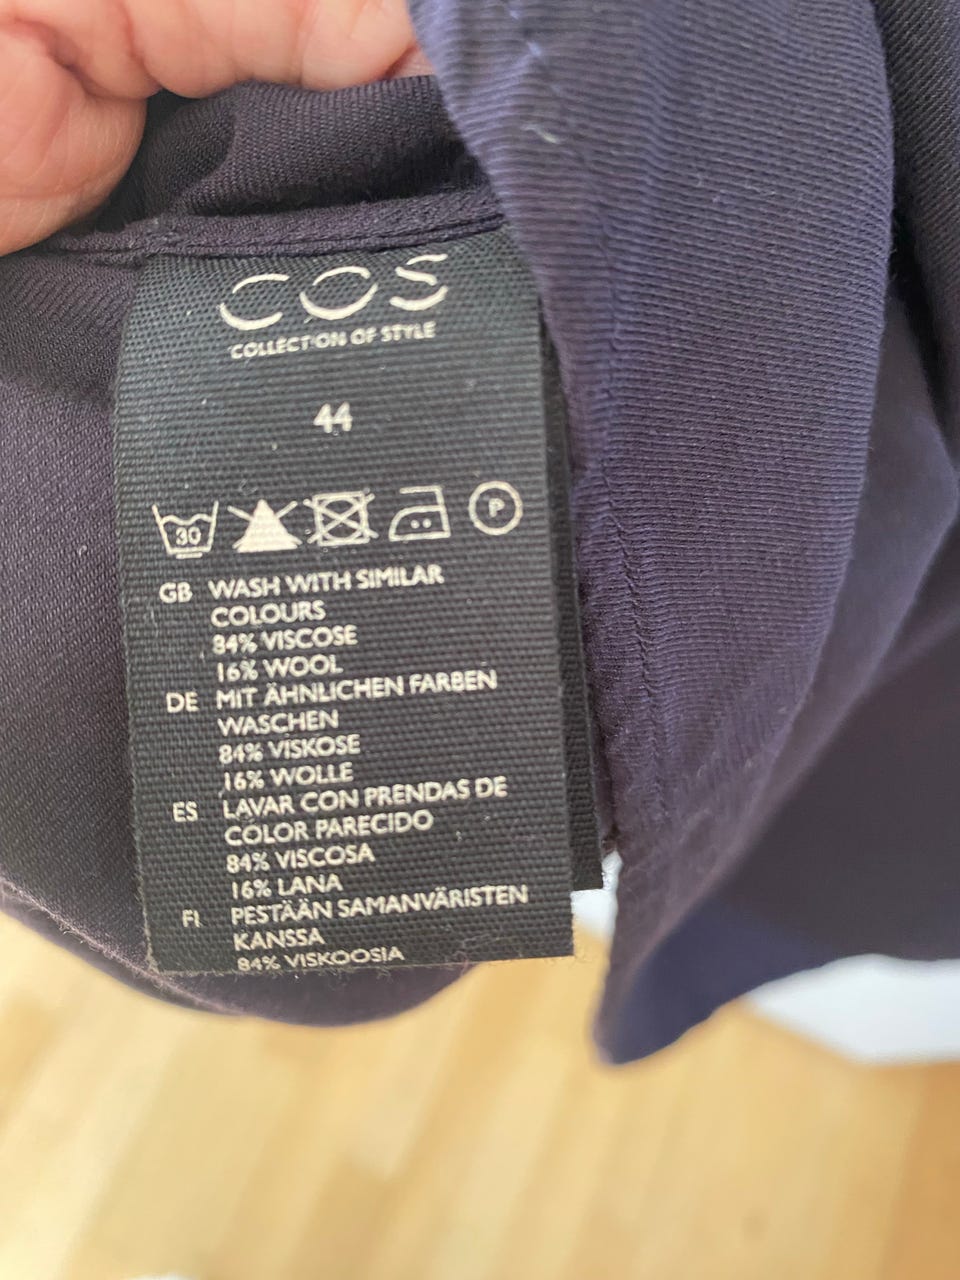 COS
COLLECTION OF STYLE
44
30 P
GB WASH WITH SIMILAR
COLOURS
84% VISCOSE
16% WOOL
DE MIT ÄHNLICHEN FARBEN
WASCHEN
84% VISKOSE
16% WOLLE
ES LAVAR CON PRENDAS DE
COLOR PARECIDO
84% VISCOSA
16% LANA
FI PESTÄÄN SAMANVÄRISTEN
KANSSA
84% VISKOOSIA